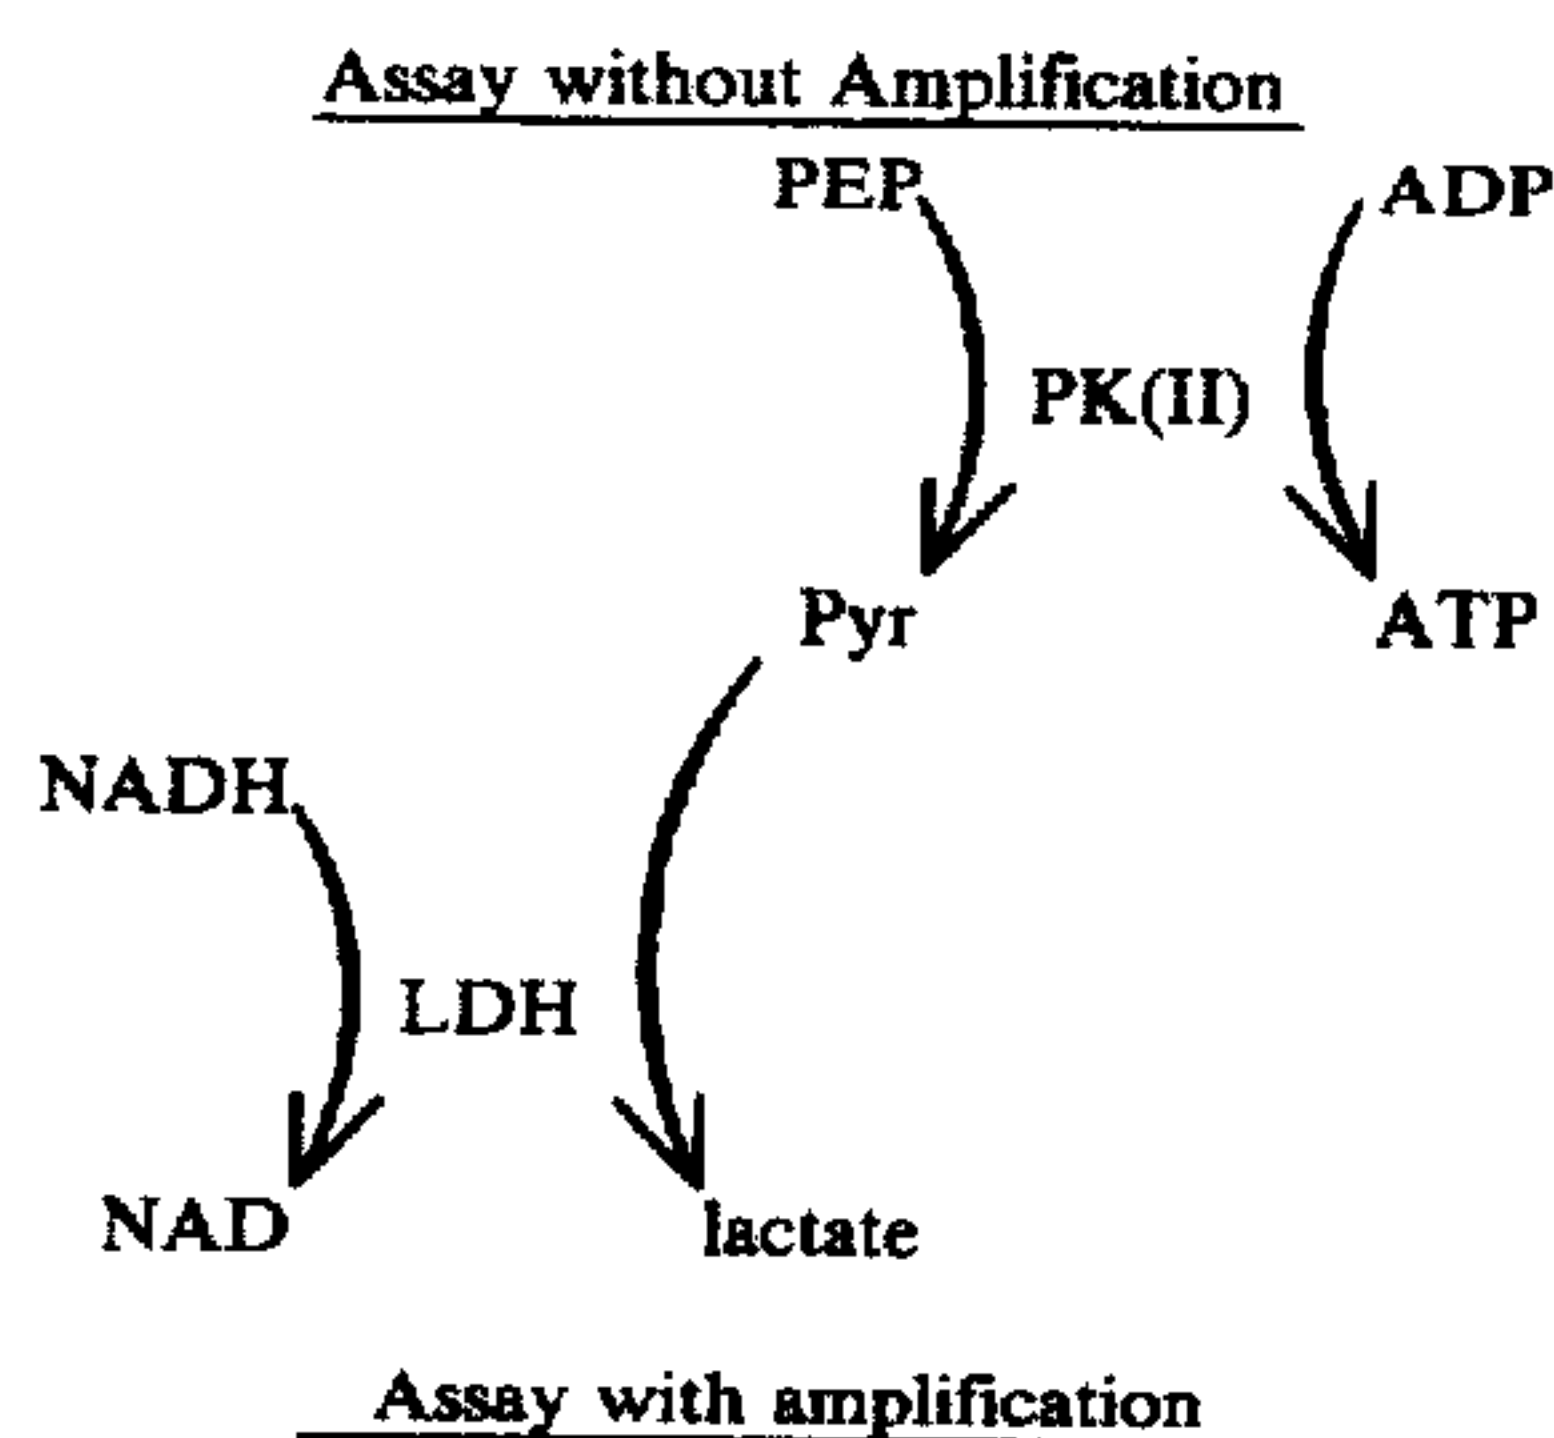 Assay without Amplification
PEP ADP
PK(II)
Pyr ATP
NADH
LDH
NAD lactate
Assay with amplification